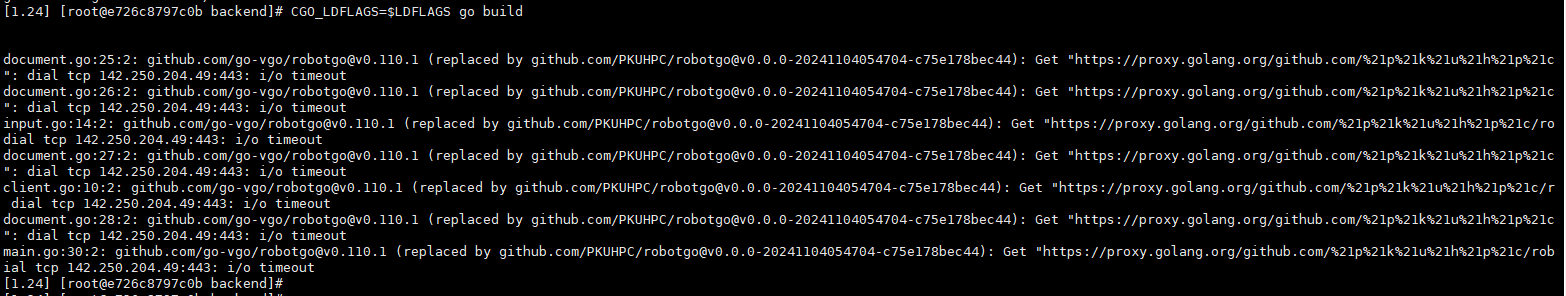 [1.24] [root@e726c8797c0b backend]# CGO_LDFLAGS=$LDFLAGS go build
document.go:25:2: github.com/go-vgo/robotgo@v0.110.1 (replaced by github.com/PKUHPC/robotgo@v0.0.0-20241104054704-c75e178bec44): Get "https://proxy.golang.org/github.com/%21p%21k%21u%21h%21p%21c
": dial tcp 142.250.204.49:443: i/o timeout
document.go:26:2: github.com/go-vgo/robotgo@v0.110.1 (replaced by github.com/PKUHPC/robotgo@v0.0.0-20241104054704-c75e178bec44): Get "https://proxy.golang.org/github.com/%21p%21k%21u%21h%21p%21c
": dial tcp 142.250.204.49:443: i/o timeout
input.go:14:2: github.com/go-vgo/robotgo@v0.110.1 (replaced by github.com/PKUHPC/robotgo@v0.0.0-20241104054704-c75e178bec44): Get "https://proxy.golang.org/github.com/%21p%21k%21u%21h%21p%21c/ro
dial tcp 142.250.204.49:443: i/o timeout
document.go:27:2: github.com/go-vgo/robotgo@v0.110.1 (replaced by github.com/PKUHPC/robotgo@v0.0.0-20241104054704-c75e178bec44): Get "https://proxy.golang.org/github.com/%21p%21k%21u%21h%21p%21c
": dial tcp 142.250.204.49:443: i/o timeout
client.go:10:2: github.com/go-vgo/robotgo@v0.110.1 (replaced by github.com/PKUHPC/robotgo@v0.0.0-20241104054704-c75e178bec44): Get "https://proxy.golang.org/github.com/%21p%21k%21u%21h%21p%21c/r
dial tcp 142.250.204.49:443: i/o timeout
document.go:28:2: github.com/go-vgo/robotgo@v0.110.1 (replaced by github.com/PKUHPC/robotgo@v0.0.0-20241104054704-c75e178bec44): Get "https://proxy.golang.org/github.com/%21p%21k%21u%21h%21p%21c
": dial tcp 142.250.204.49:443: i/o timeout
main.go:30:2: github.com/go-vgo/robotgo@v0.110.1 (replaced by github.com/PKUHPC/robotgo@v0.0.0-20241104054704-c75e178bec44): Get "https://proxy.golang.org/github.com/%21p%21k%21u%21h%21p%21c/rob
ial tcp 142.250.204.49:443: i/o timeout
[1.24] [root@e726c8797c0b backend]#